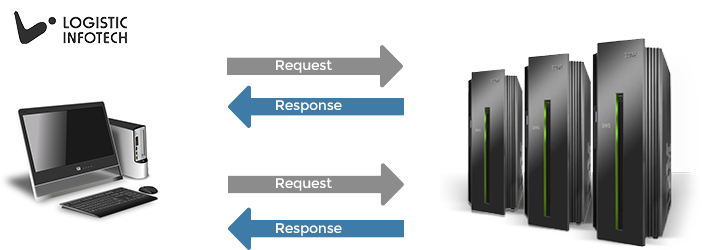 LOGISTIC
INFOTECH
Request
Response
Request
Response